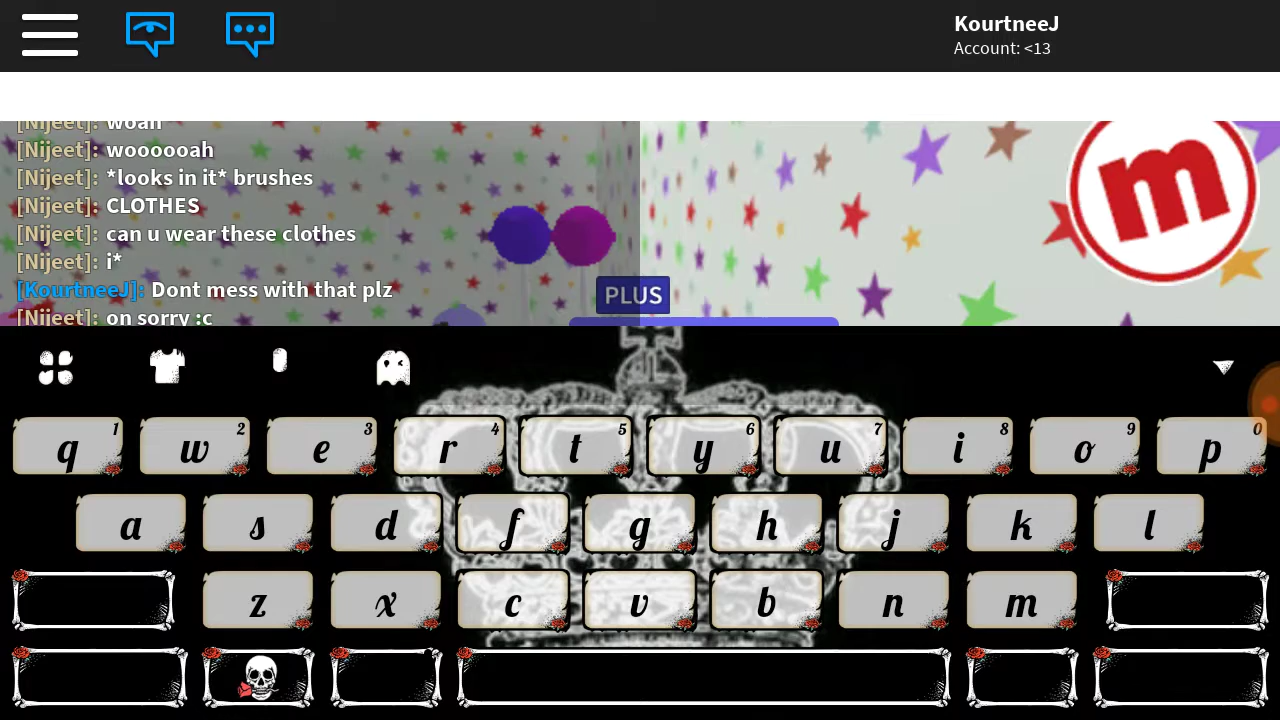 KourtneeJ
Account: <13
[Nijeet]: woah
[Nijeet]: woooooah
[Nijeet]: *looks in it* brushes
[Nijeet]: CLOTHES
[Nijeet]: can u wear these clothes
[Nijeet]: i*
[KourtneeJ]: Dont mess with that plz
[Nijeet]: on sorry :c
m
PLUS
q 1 w 2 e 3 r 4 t 5 y 6 u 7 i 8 o 9 p 0
a s d f g h j k l
z x c v b n m